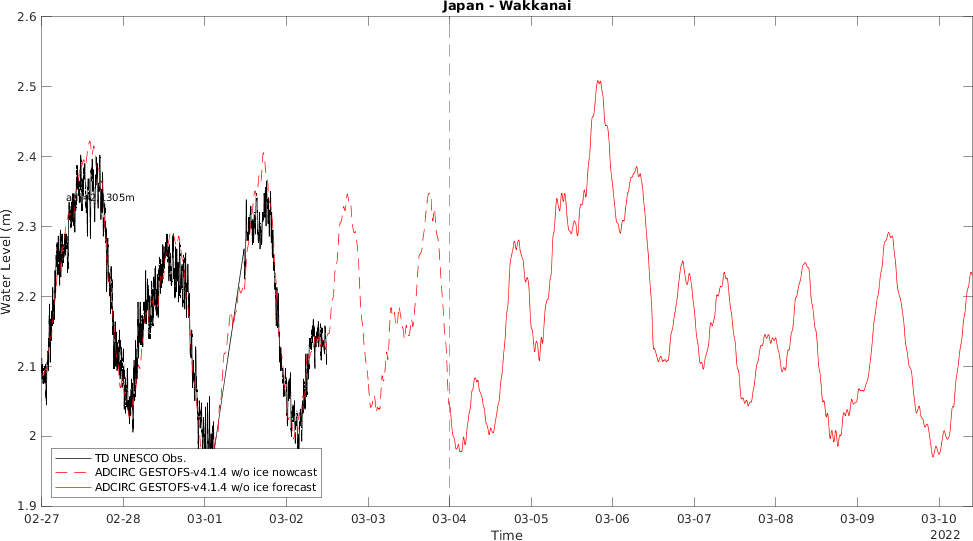 Japan - Wakkanai
2.6
2.5
2.4
2.3
2.2
2.1
2
1.9
Water Level (m)
305m
TD UNESCO Obs.
ADCIRC GESTOFS-v4.1.4 w/o ice nowcast
ADCIRC GESTOFS-v4.1.4 w/o ice forecast
02-27 02-28 03-01 03-02 03-03 03-04 03-05 03-06 03-07 03-08 03-09 03-10
Time 2022